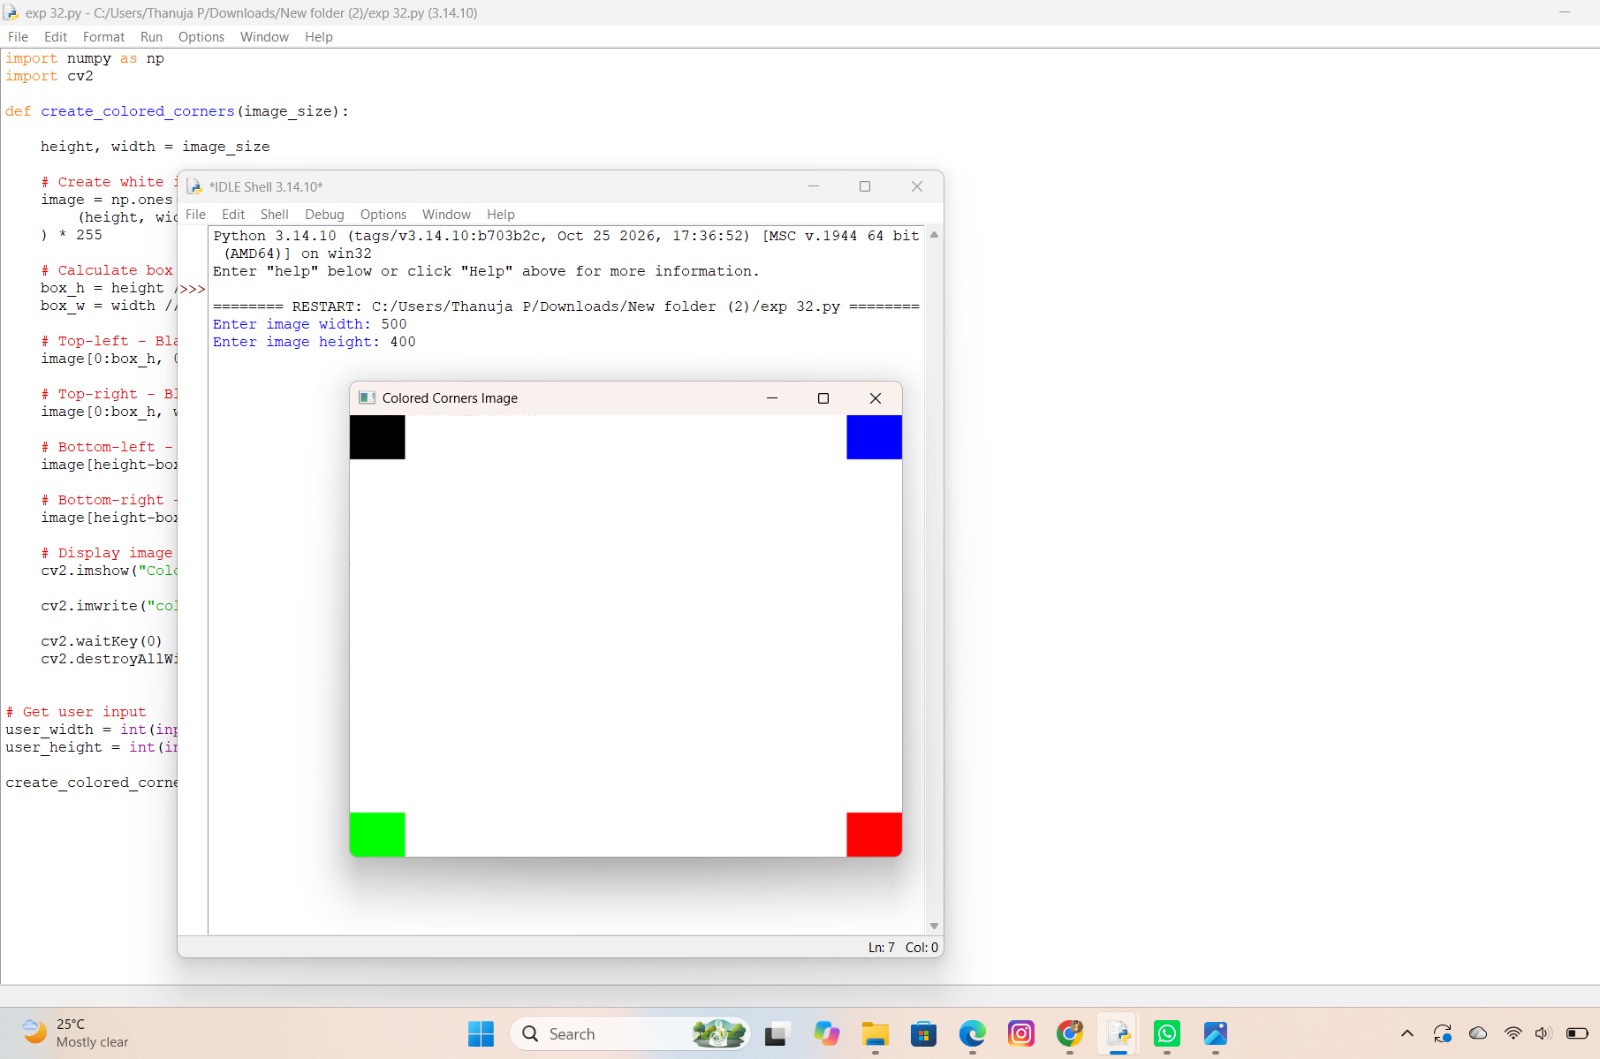 exp 32.py - C:/Users/Thanuja P/Downloads/New folder (2)/exp 32.py (3.14.10)
File Edit Format Run Options Window Help
import numpy as np
import cv2
def create_colored_corners(image_size):
height, width = image_size
# Create white i
image = np.ones
(height, wid
) * 255
# Calculate box
box_h = height /
box_w = width //
# Top-left - Bla
image[0:box_h, 0
# Top-right - Bl
image[0:box_h, w
# Bottom-left -
image[height-box
# Bottom-right -
image[height-box
# Display image
cv2.imshow("Colo
cv2.imwrite("col
cv2.waitKey(0)
cv2.destroyAllWi
# Get user input
user_width = int(inp
user_height = int(in
create_colored_corne
*IDLE Shell 3.14.10*
File Edit Shell Debug Options Window Help
Python 3.14.10 (tags/v3.14.10:b703b2c, Oct 25 2026, 17:36:52) [MSC v.1944 64 bit
(AMD64)] on win32
Enter "help" below or click "Help" above for more information.
>>>
======== RESTART: C:/Users/Thanuja P/Downloads/New folder (2)/exp 32.py ========
Enter image width: 500
Enter image height: 400
Colored Corners Image
Ln: 7 Col: 0
25°C
Mostly clear
Search